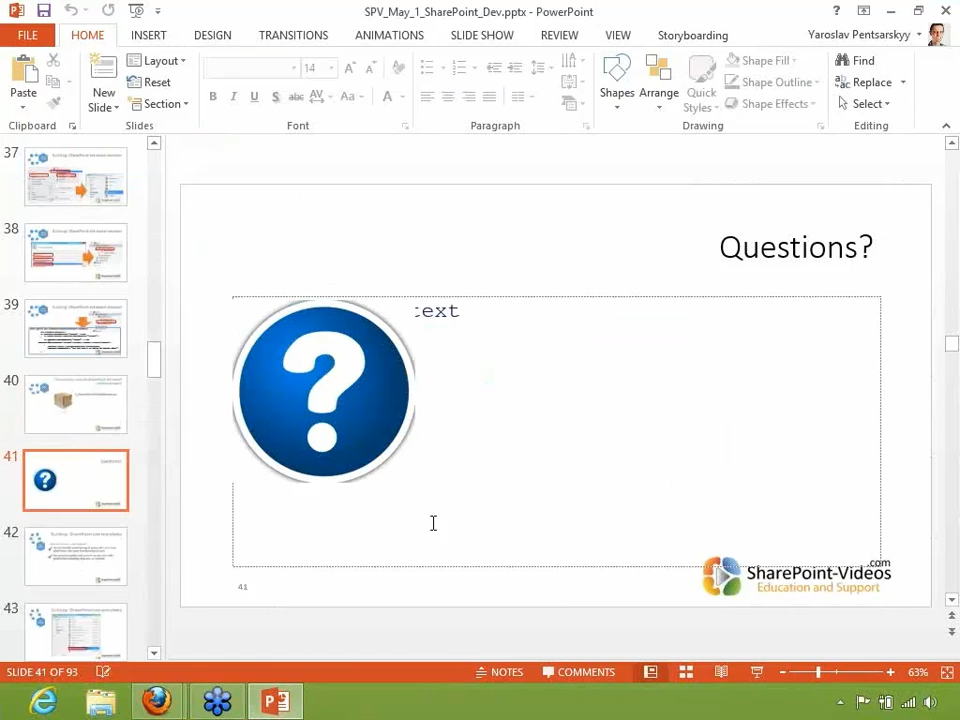 SPV_May_1_SharePoint_Dev.pptx - PowerPoint
FILE
HOME
INSERT
DESIGN
TRANSITIONS
ANIMATIONS
SLIDE SHOW
REVIEW
VIEW
Storyboarding
Yaroslav Pentsarskyy
Paste
New
Slide
Layout
Reset
Section
14
Shapes
Arrange
Quick
Styles
Shape Fill
Shape Outline
Shape Effects
Find
Replace
Select
Clipboard
Slides
Font
Paragraph
Drawing
Editing
37
38
39
40
41
42
43
Questions?
text
41
SharePoint-Videos
.com
Education and Support
SLIDE 41 OF 93
NOTES
COMMENTS
63%